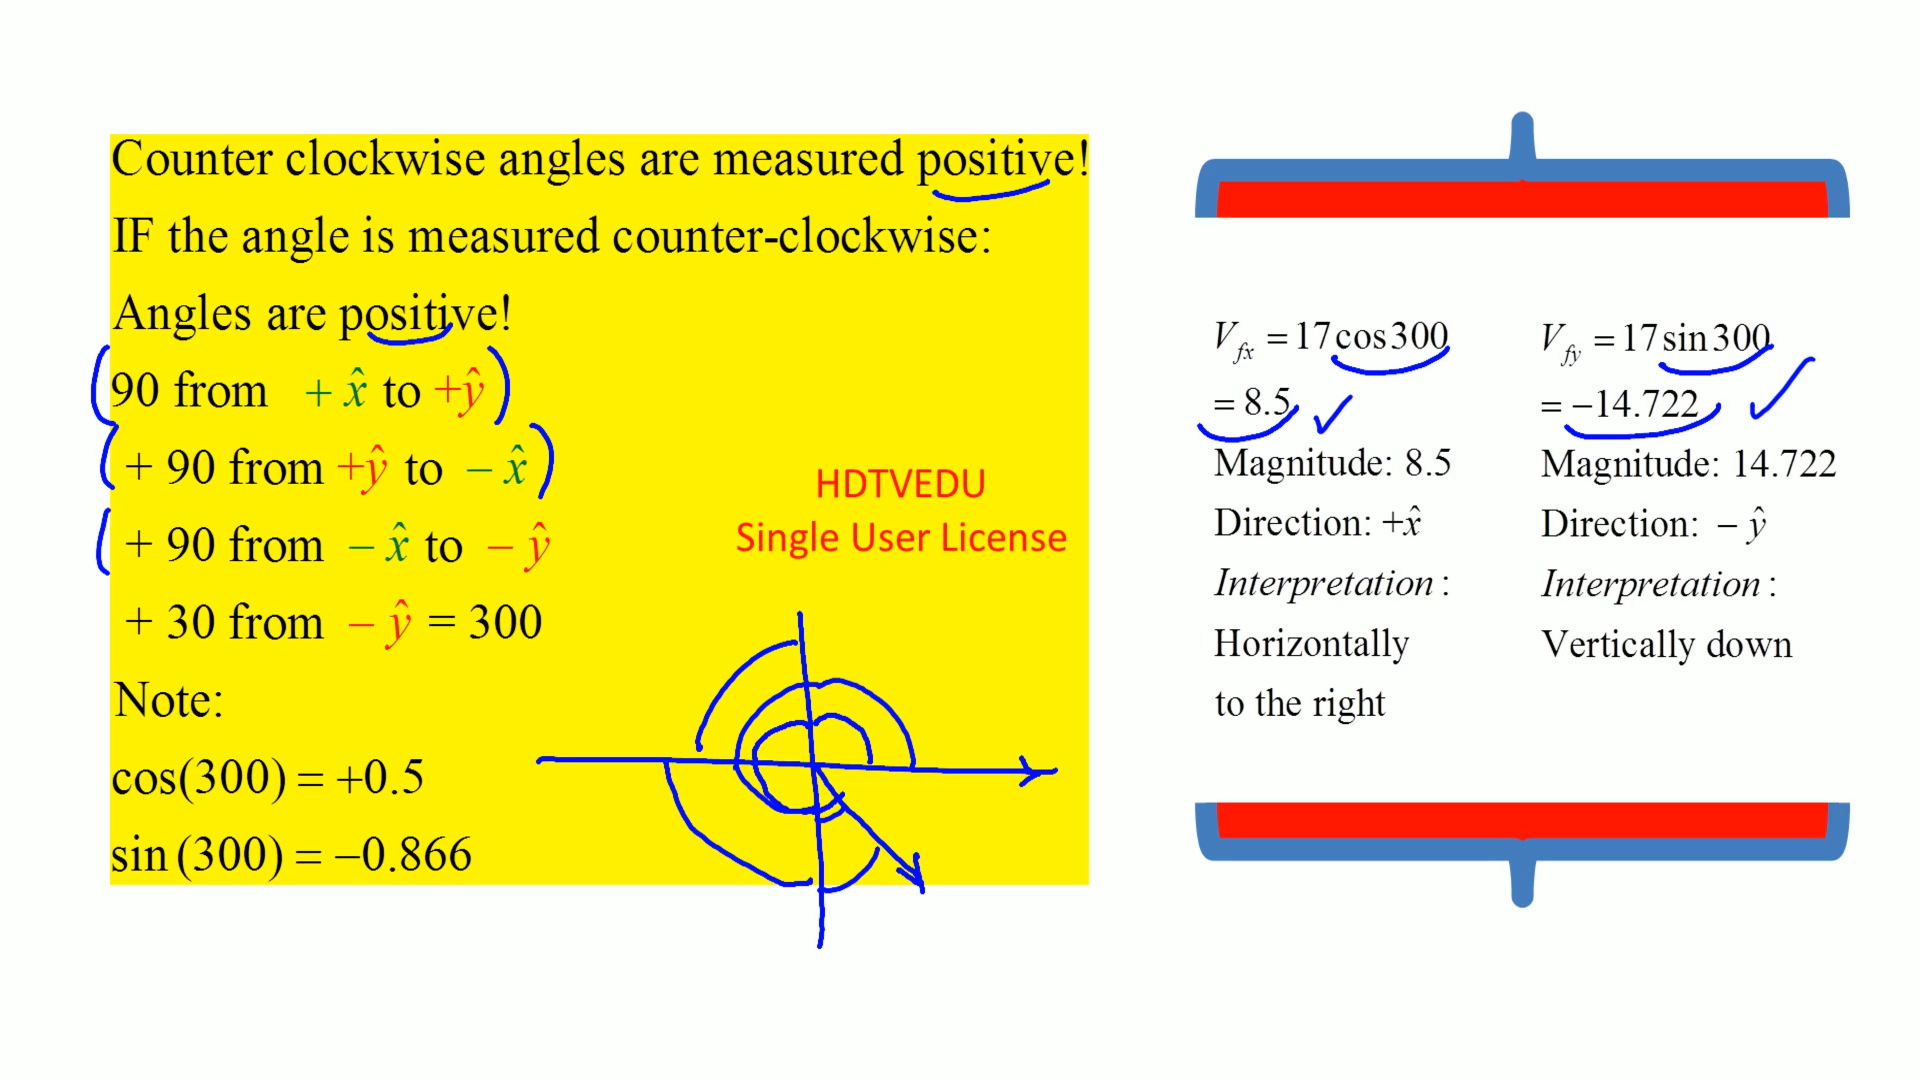 Counter clockwise angles are measured positive!
IF the angle is measured counter-clockwise:
Angles are positive!
90 from + x̂ to +ŷ
+ 90 from +ŷ to − x̂
+ 90 from − x̂ to − ŷ
+ 30 from − ŷ = 300
Note:
cos(300) = +0.5
sin (300) = −0.866
HDTVEDU
Single User License
V_fx = 17 cos 300
= 8.5
Magnitude: 8.5
Direction: +x̂
Interpretation :
Horizontally
to the right
V_fy = 17 sin 300
= −14.722
Magnitude: 14.722
Direction: − ŷ
Interpretation :
Vertically down